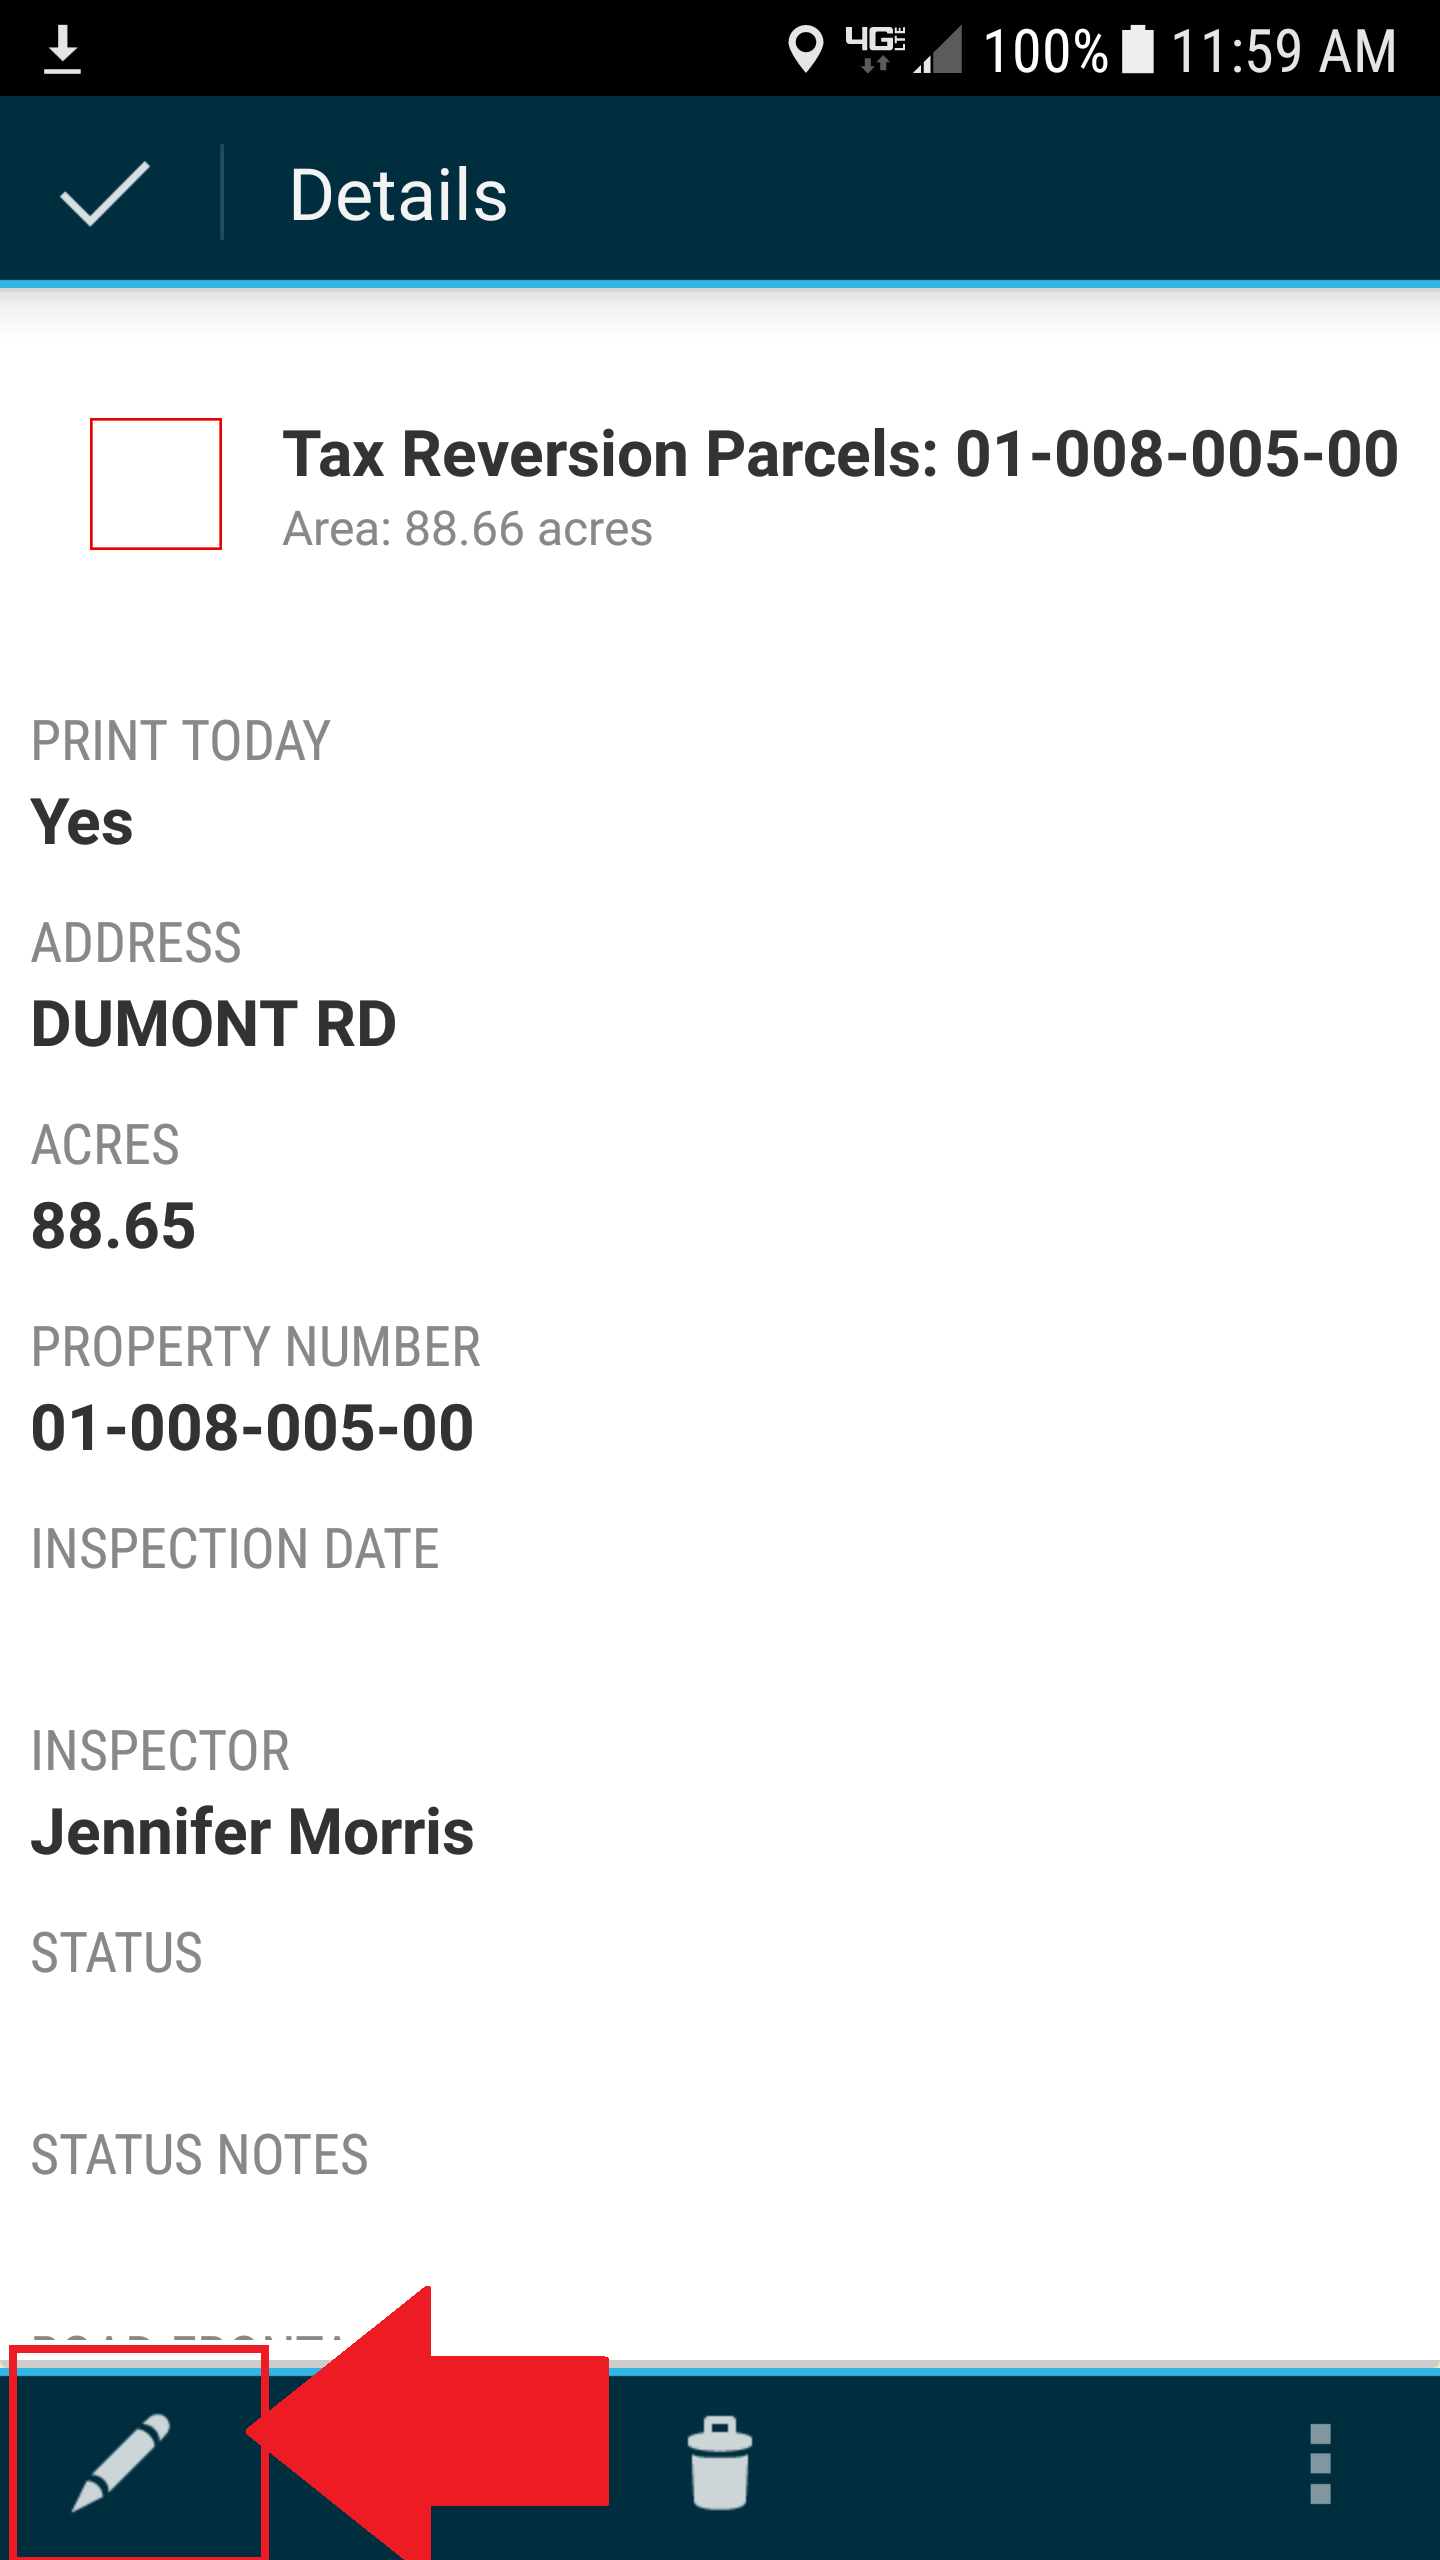 4G LTE 100% 11:59 AM
Details
Tax Reversion Parcels: 01-008-005-00
Area: 88.66 acres
PRINT TODAY
Yes
ADDRESS
DUMONT RD
ACRES
88.65
PROPERTY NUMBER
01-008-005-00
INSPECTION DATE
INSPECTOR
Jennifer Morris
STATUS
STATUS NOTES